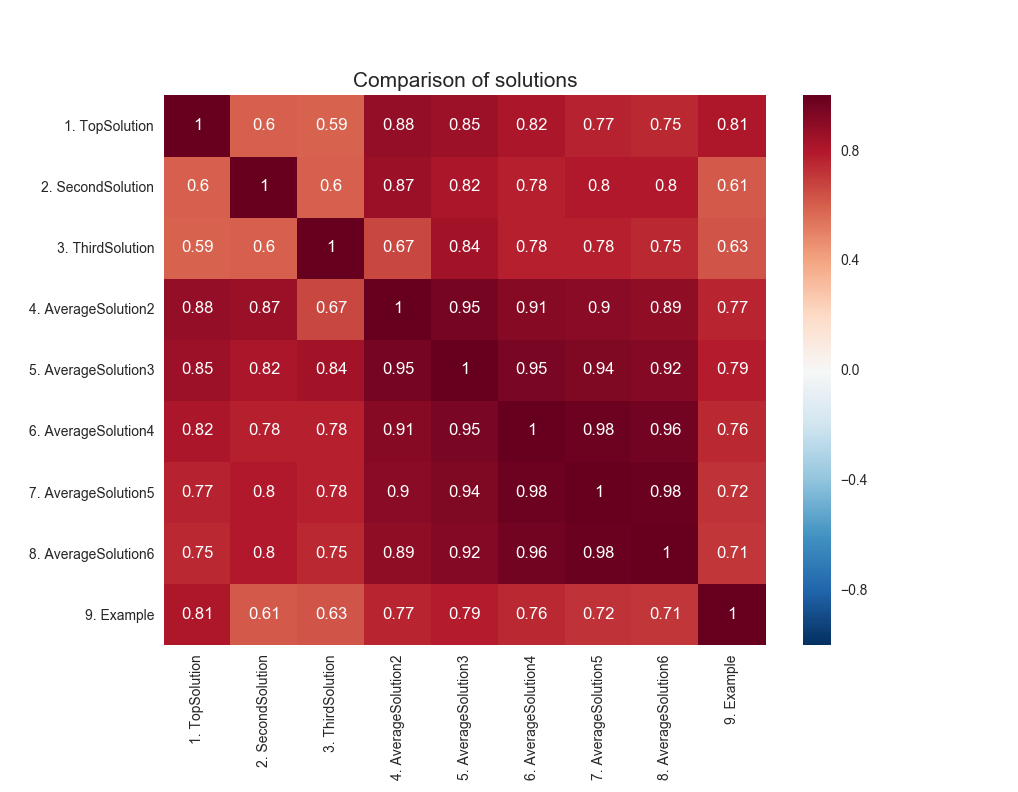 Comparison of solutions
1. TopSolution 1 0.6 0.59 0.88 0.85 0.82 0.77 0.75 0.81
2. SecondSolution 0.6 1 0.6 0.87 0.82 0.78 0.8 0.8 0.61
3. ThirdSolution 0.59 0.6 1 0.67 0.84 0.78 0.78 0.75 0.63
4. AverageSolution2 0.88 0.87 0.67 1 0.95 0.91 0.9 0.89 0.77
5. AverageSolution3 0.85 0.82 0.84 0.95 1 0.95 0.94 0.92 0.79
6. AverageSolution4 0.82 0.78 0.78 0.91 0.95 1 0.98 0.96 0.76
7. AverageSolution5 0.77 0.8 0.78 0.9 0.94 0.98 1 0.98 0.72
8. AverageSolution6 0.75 0.8 0.75 0.89 0.92 0.96 0.98 1 0.71
9. Example 0.81 0.61 0.63 0.77 0.79 0.76 0.72 0.71 1
1. TopSolution
2. SecondSolution
3. ThirdSolution
4. AverageSolution2
5. AverageSolution3
6. AverageSolution4
7. AverageSolution5
8. AverageSolution6
9. Example
0.8
0.4
0.0
−0.4
−0.8